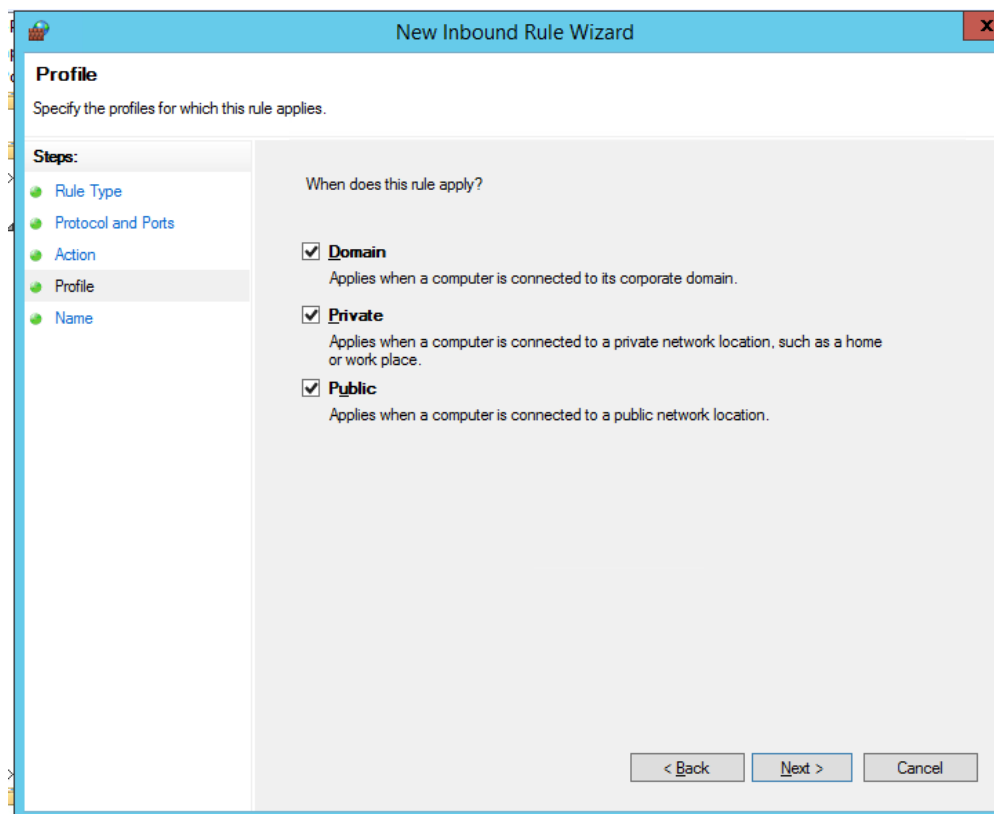 New Inbound Rule Wizard
x
Profile
Specify the profiles for which this rule applies.
Steps:
Rule Type
Protocol and Ports
Action
Profile
Name
When does this rule apply?
Domain
Applies when a computer is connected to its corporate domain.
Private
Applies when a computer is connected to a private network location, such as a home
or work place.
Public
Applies when a computer is connected to a public network location.
< Back
Next >
Cancel